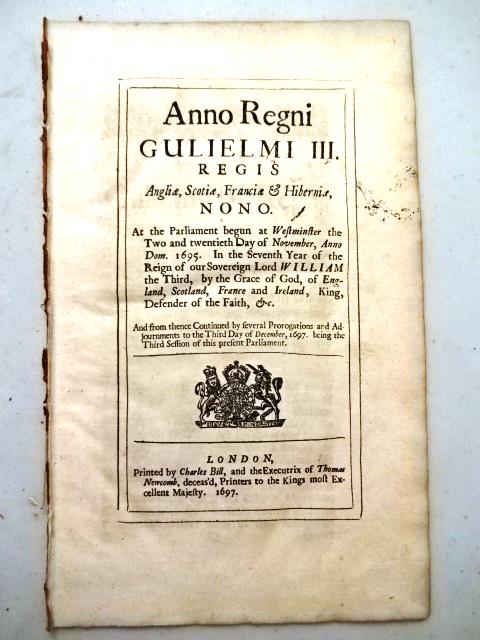 Anno Regni
GULIELMI III.
REGIS
Angliæ, Scotiæ, Franciæ & Hiberniæ,
NONO.
At the Parliament begun at Weſtminſter the
Two and twentieth Day of November, Anno
Dom. 1695. In the Seventh Year of the
Reign of our Sovereign Lord WILLIAM
the Third, by the Grace of God, of Eng-
land, Scotland, France and Ireland, King,
Defender of the Faith, &c.
And from thence Continued by ſeveral Prorogations and Ad-
journments to the Third Day of December, 1697. being the
Third Seſſion of this preſent Parliament.
LONDON,
Printed by Charles Bill, and the Executrix of Thomas
Newcomb, deceas'd, Printers to the Kings moſt Ex-
cellent Majeſty. 1697.